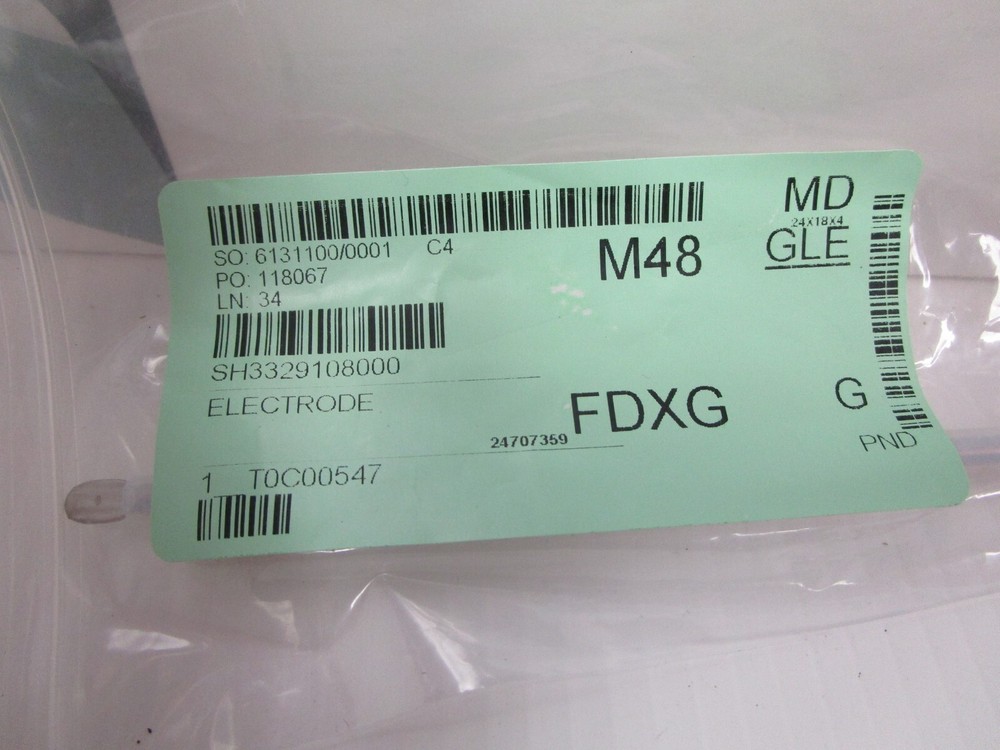 MD
24X18X4
GLE
SO: 6131100/0001 C4
M48
PO: 118067
LN: 34
SH3329108000
ELECTRODE
FDXG
G
24707359
PND
1 T0C00547